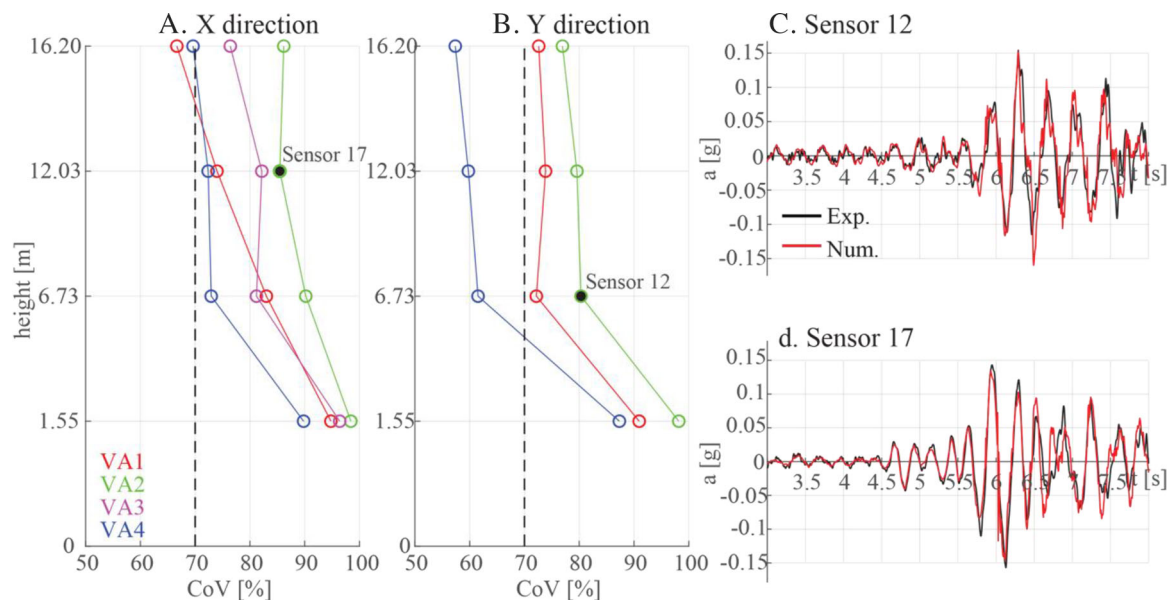 A. X direction
16.20
12.03
6.73
1.55
0
height [m]
Sensor 17
VA1
VA2
VA3
VA4
50 60 70 80 90 100
CoV [%]
B. Y direction
16.20
12.03
6.73
1.55
0
Sensor 12
50 60 70 80 90 100
CoV [%]
C. Sensor 12
0.15
0.1
0.05
0
-0.05
-0.1
-0.15
a [g]
3.5 4 4.5 5 5.5 6 6.5 7 7.5 t [s]
Exp.
Num.
d. Sensor 17
0.15
0.1
0.05
0
-0.05
-0.1
-0.15
a [g]
3.5 4 4.5 5 5.5 6 6.5 7 7.5 t [s]